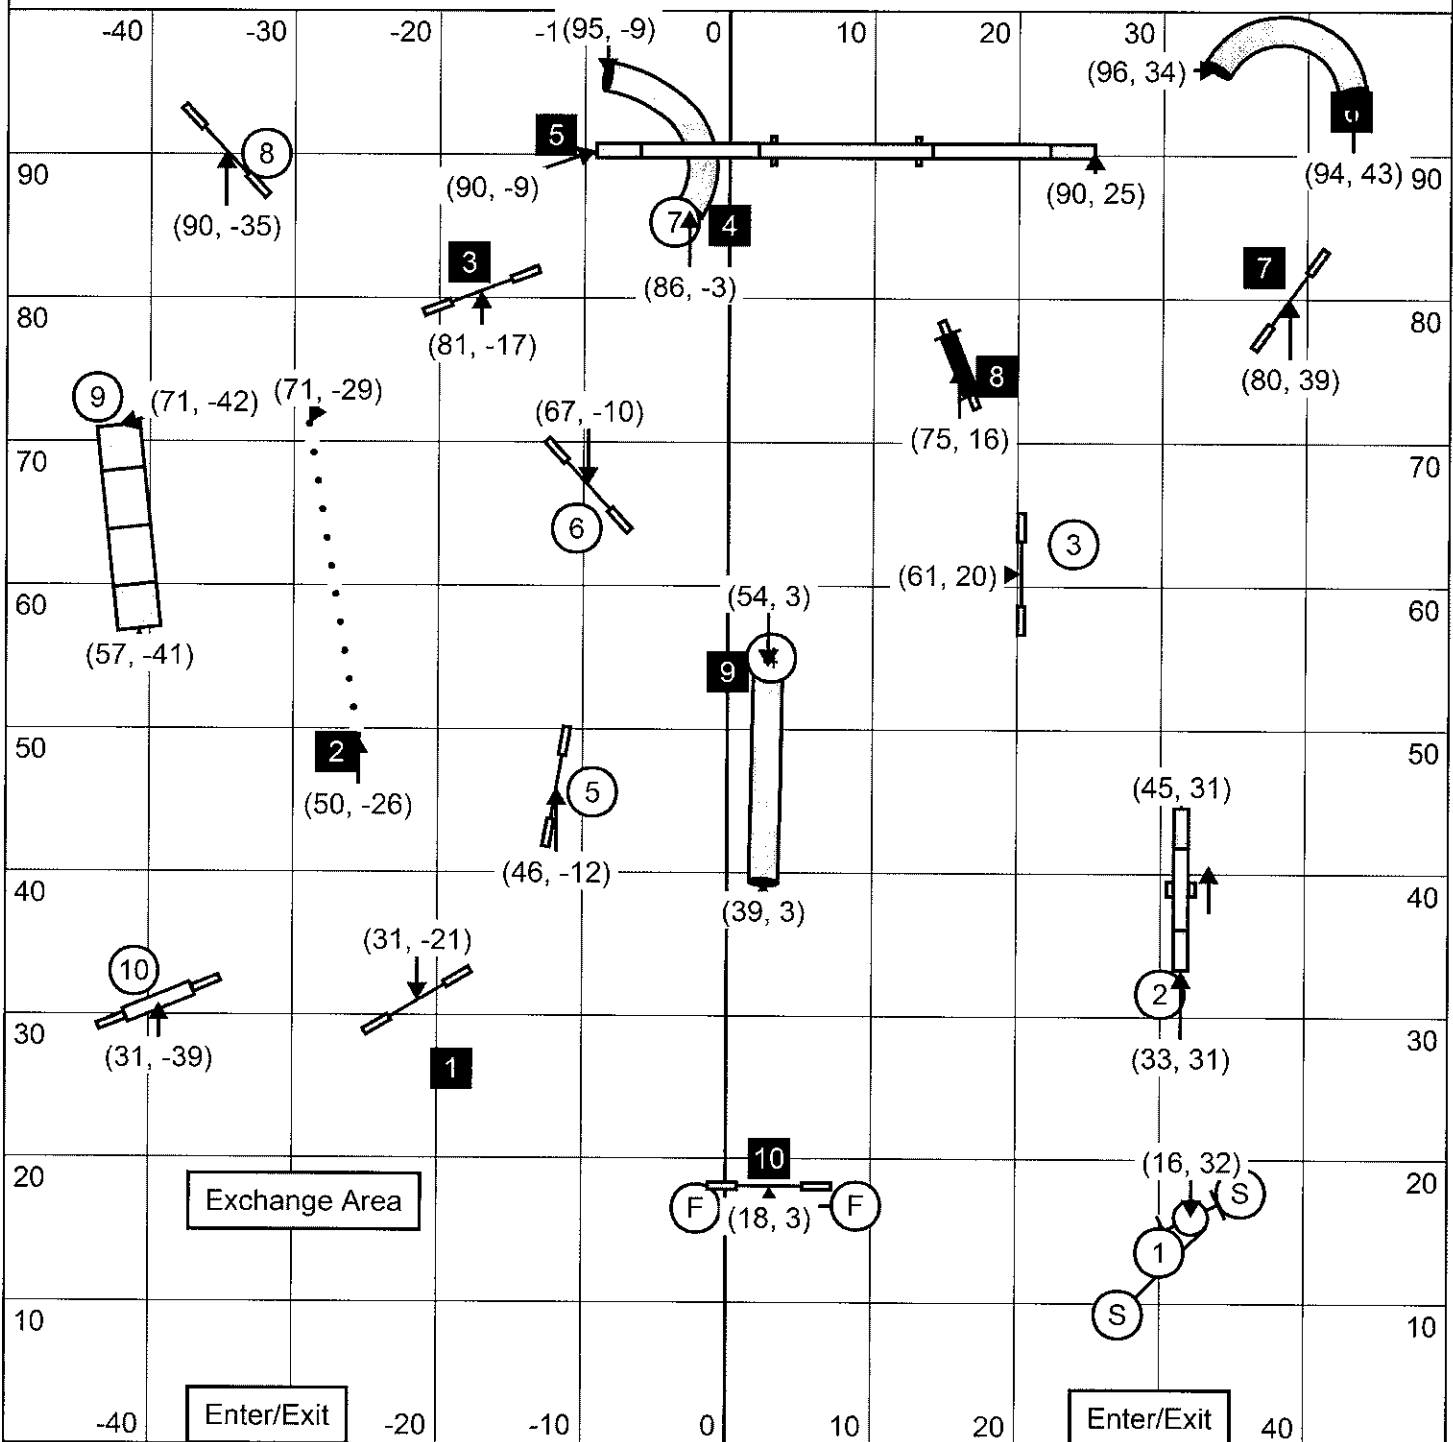 -40 -30 -20 -1(95, -9) 0 10 20 30
(96, 34)
5
8
90 (90, -9) (90, 25) (94, 43) 90
(90, -35)
7 4
3 7
(86, -3)
80 (81, -17) 80
8 (80, 39)
9 (71, -42) (71, -29) (67, -10)
70 (75, 16) 70
6 3
(61, 20)
60 (54, 3) 60
(57, -41)
9
50 2 50
(50, -26) 5 (45, 31)
40 (46, -12) 40
(39, 3)
(31, -21)
10 2
30 30
(31, -39) 1 (33, 31)
10 (16, 32)
20 20
Exchange Area F (18, 3) F S
1
10 S 10
-40 Enter/Exit -20 -10 0 10 20 Enter/Exit 40